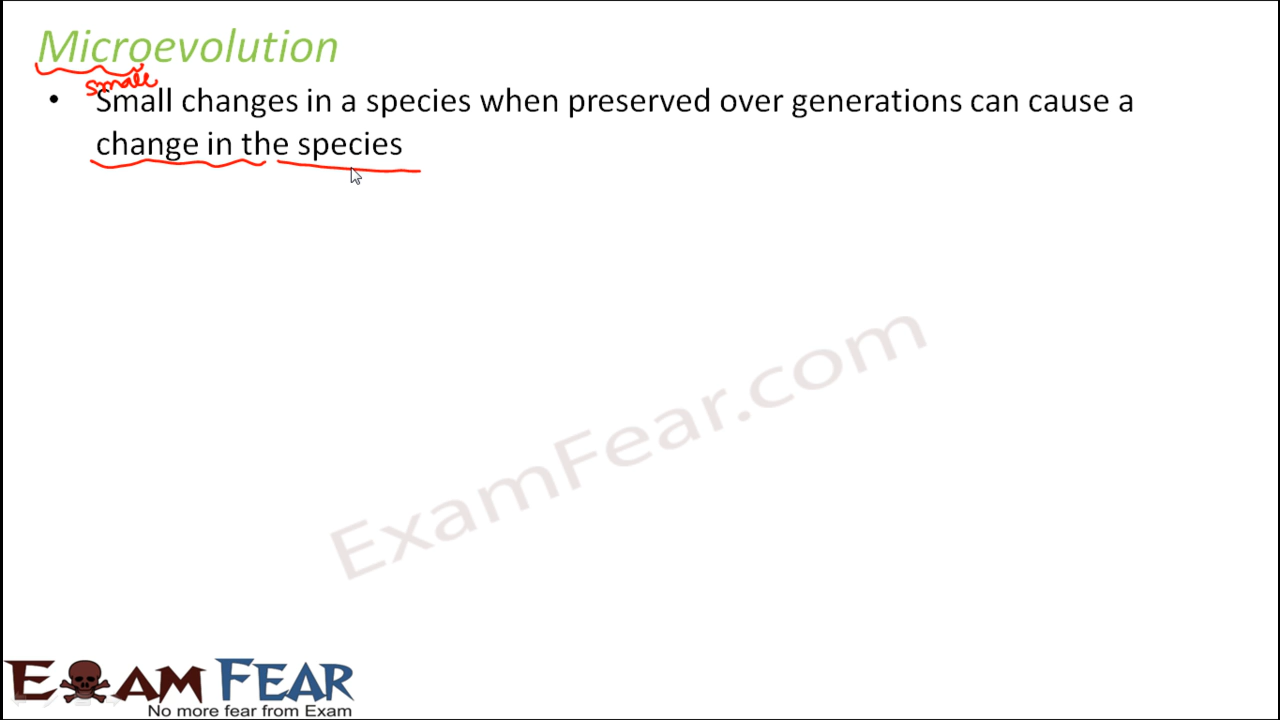 Microevolution
small
• Small changes in a species when preserved over generations can cause a
change in the species
ExamFear.com
EXAM FEAR
No more fear from Exam